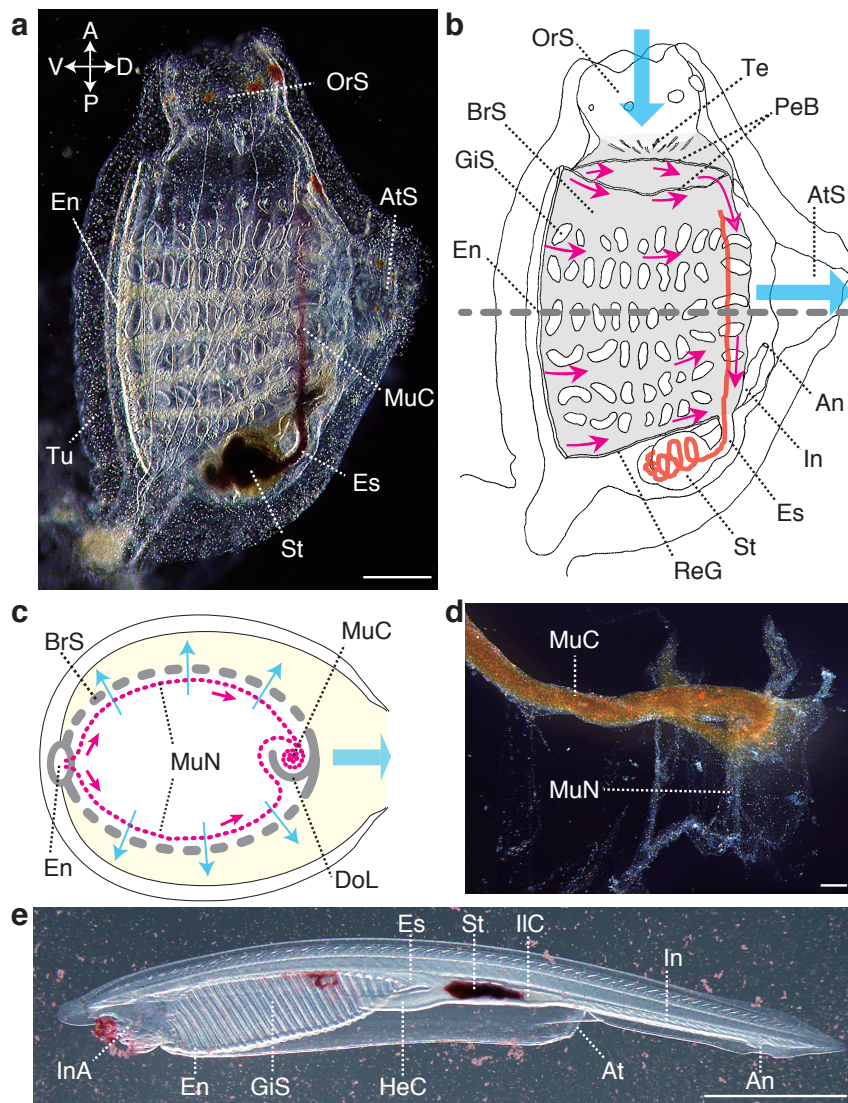 a
A
V
D
P
OrS
En
AtS
MuC
Tu
Es
St
b
OrS
Te
BrS
PeB
GiS
AtS
En
An
In
Es
St
ReG
c
MuC
BrS
MuN
En
DoL
d
MuC
MuN
e
Es
St
IlC
In
InA
En
GiS
HeC
At
An